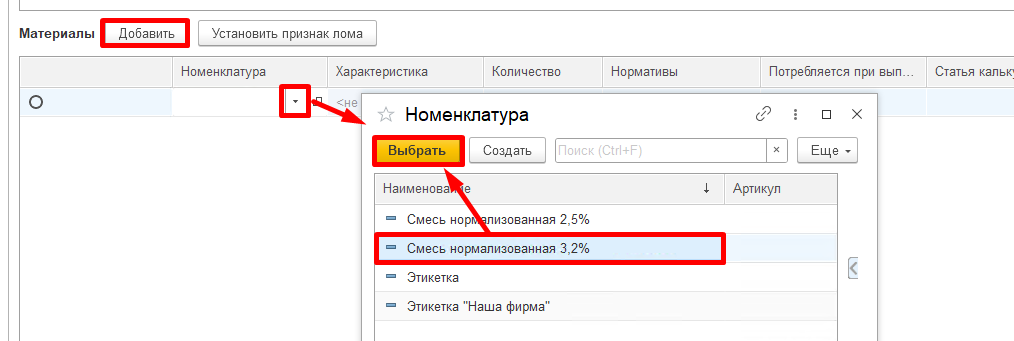 Материалы Добавить Установить признак лома
Номенклатура Характеристика Количество Нормативы Потребляется при вып... Статья кальку
<не
Номенклатура
Выбрать Создать Поиск (Ctrl+F) × Еще
Наименование ↓ Артикул
Смесь нормализованная 2,5%
Смесь нормализованная 3,2%
Этикетка
Этикетка "Наша фирма"